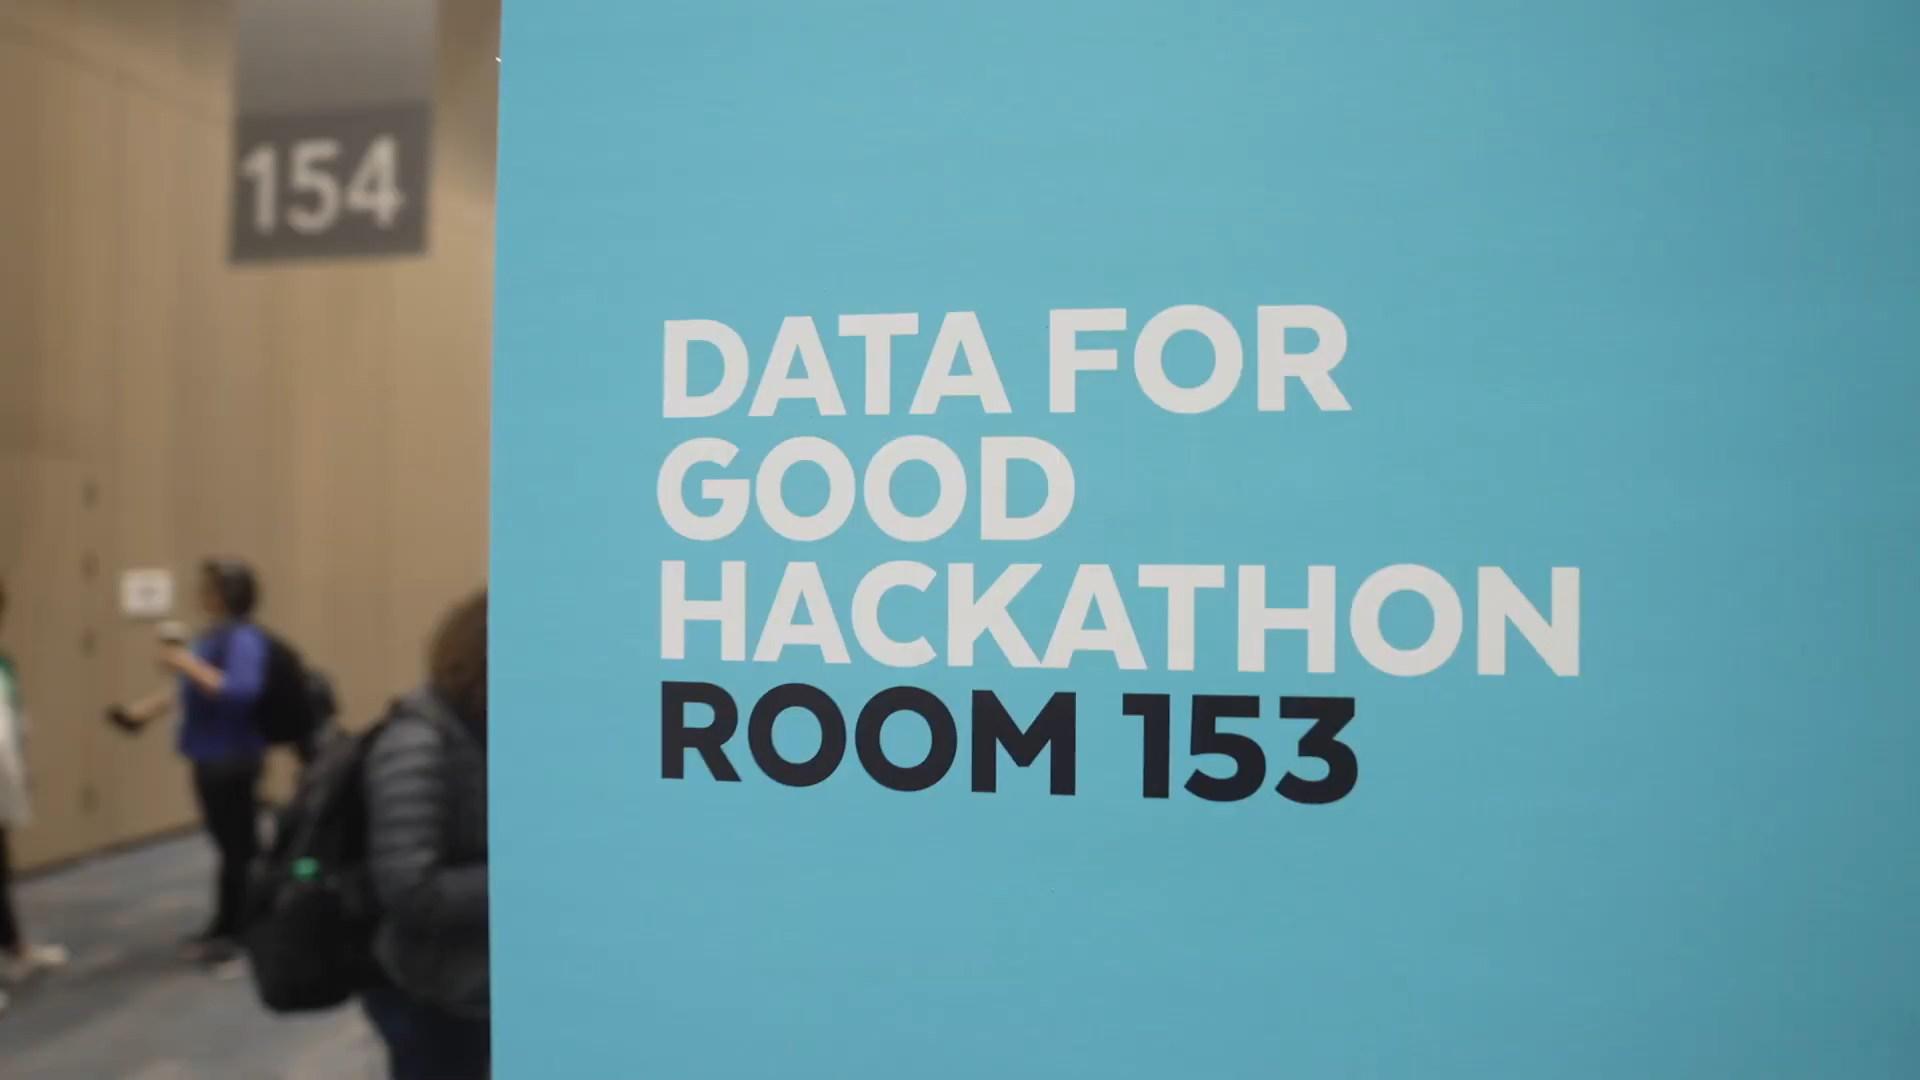 154
DATA FOR
GOOD
HACKATHON
ROOM 153